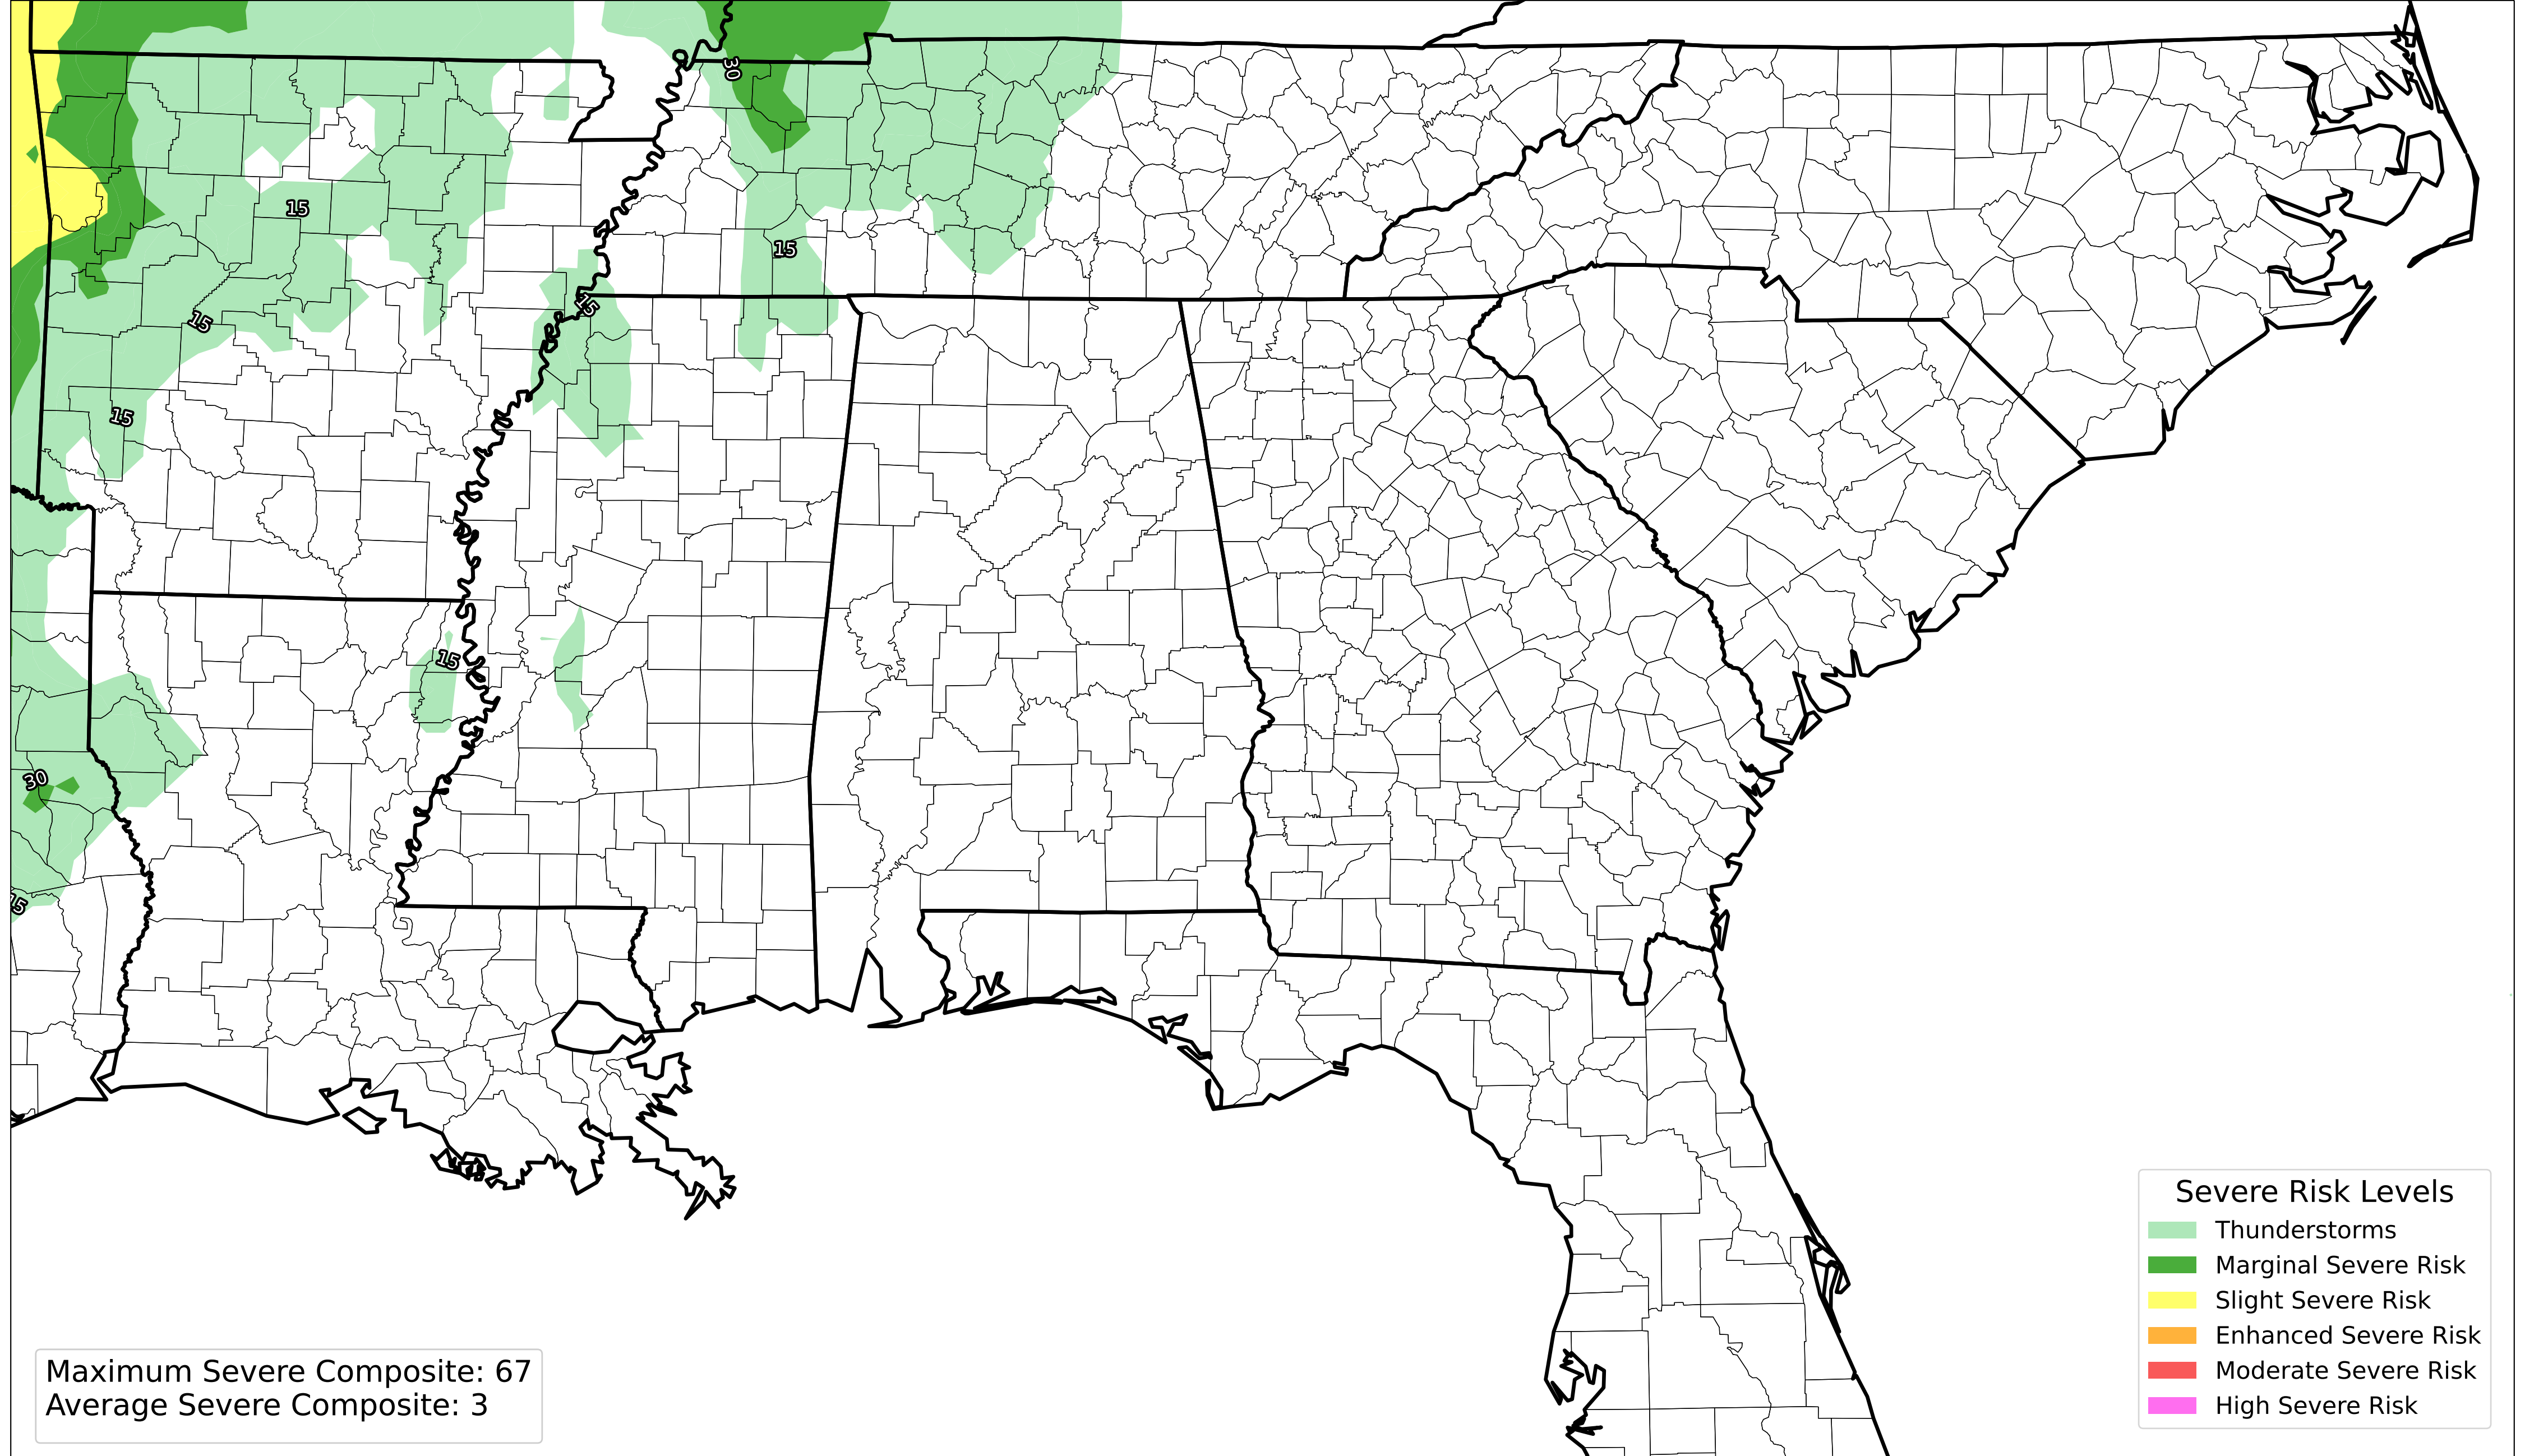 30
15
15
15
15
15
15
30
15
Severe Risk Levels
Thunderstorms
Marginal Severe Risk
Slight Severe Risk
Enhanced Severe Risk
Moderate Severe Risk
High Severe Risk
Maximum Severe Composite: 67
Average Severe Composite: 3